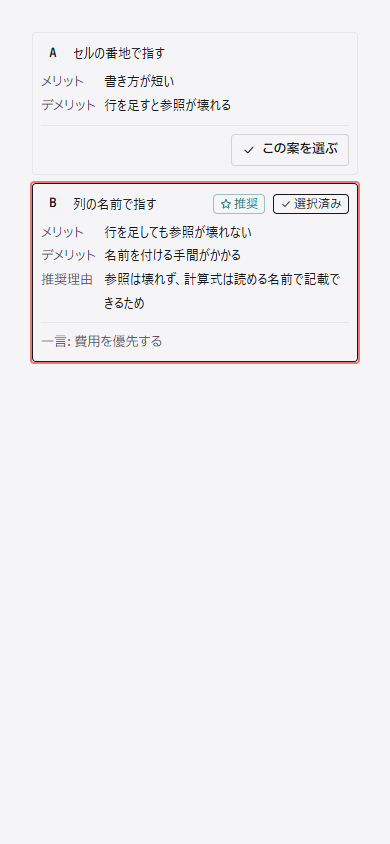 A セルの番地で指す
メリット 書き方が短い
デメリット 行を足すと参照が壊れる
この案を選ぶ
B 列の名前で指す 推奨 選択済み
メリット 行を足しても参照が壊れない
デメリット 名前を付ける手間がかかる
推奨理由 参照は壊れず、計算式は読める名前で記載で
きるため
一言: 費用を優先する